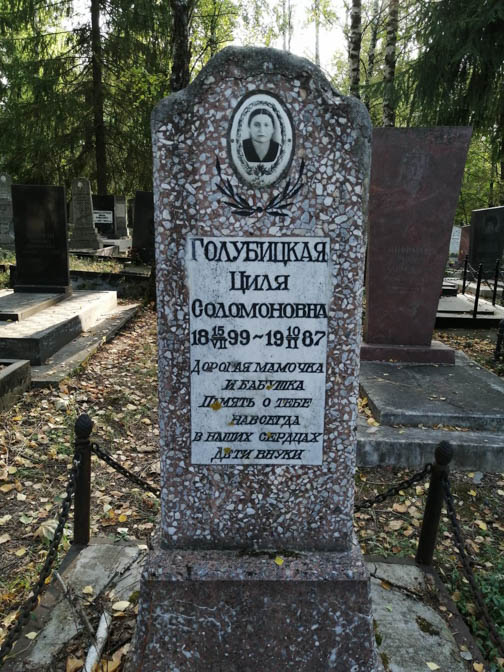 Голубицкая
Циля
Соломоновна
18 15/VII 99 ~ 19 10/II 87
Дорогая мамочка
и бабушка
Память о тебе
навсегда
в наших сердцах
Дети внуки